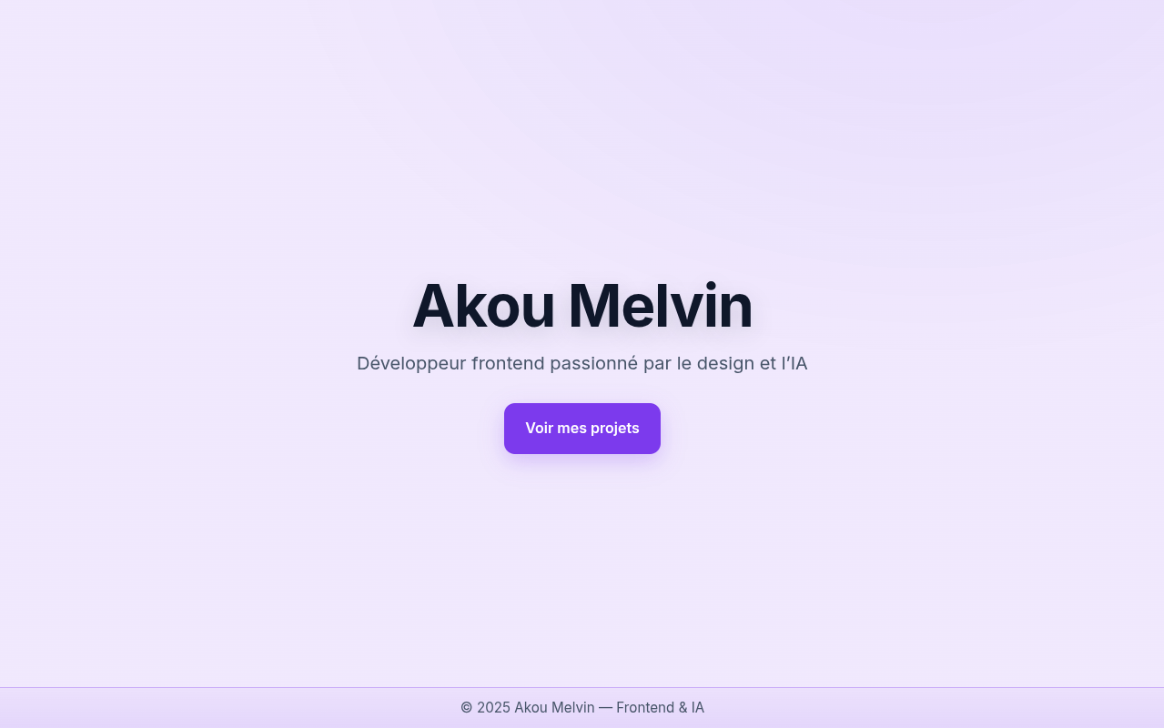 Akou Melvin
Développeur frontend passionné par le design et l’IA
Voir mes projets
© 2025 Akou Melvin — Frontend & IA